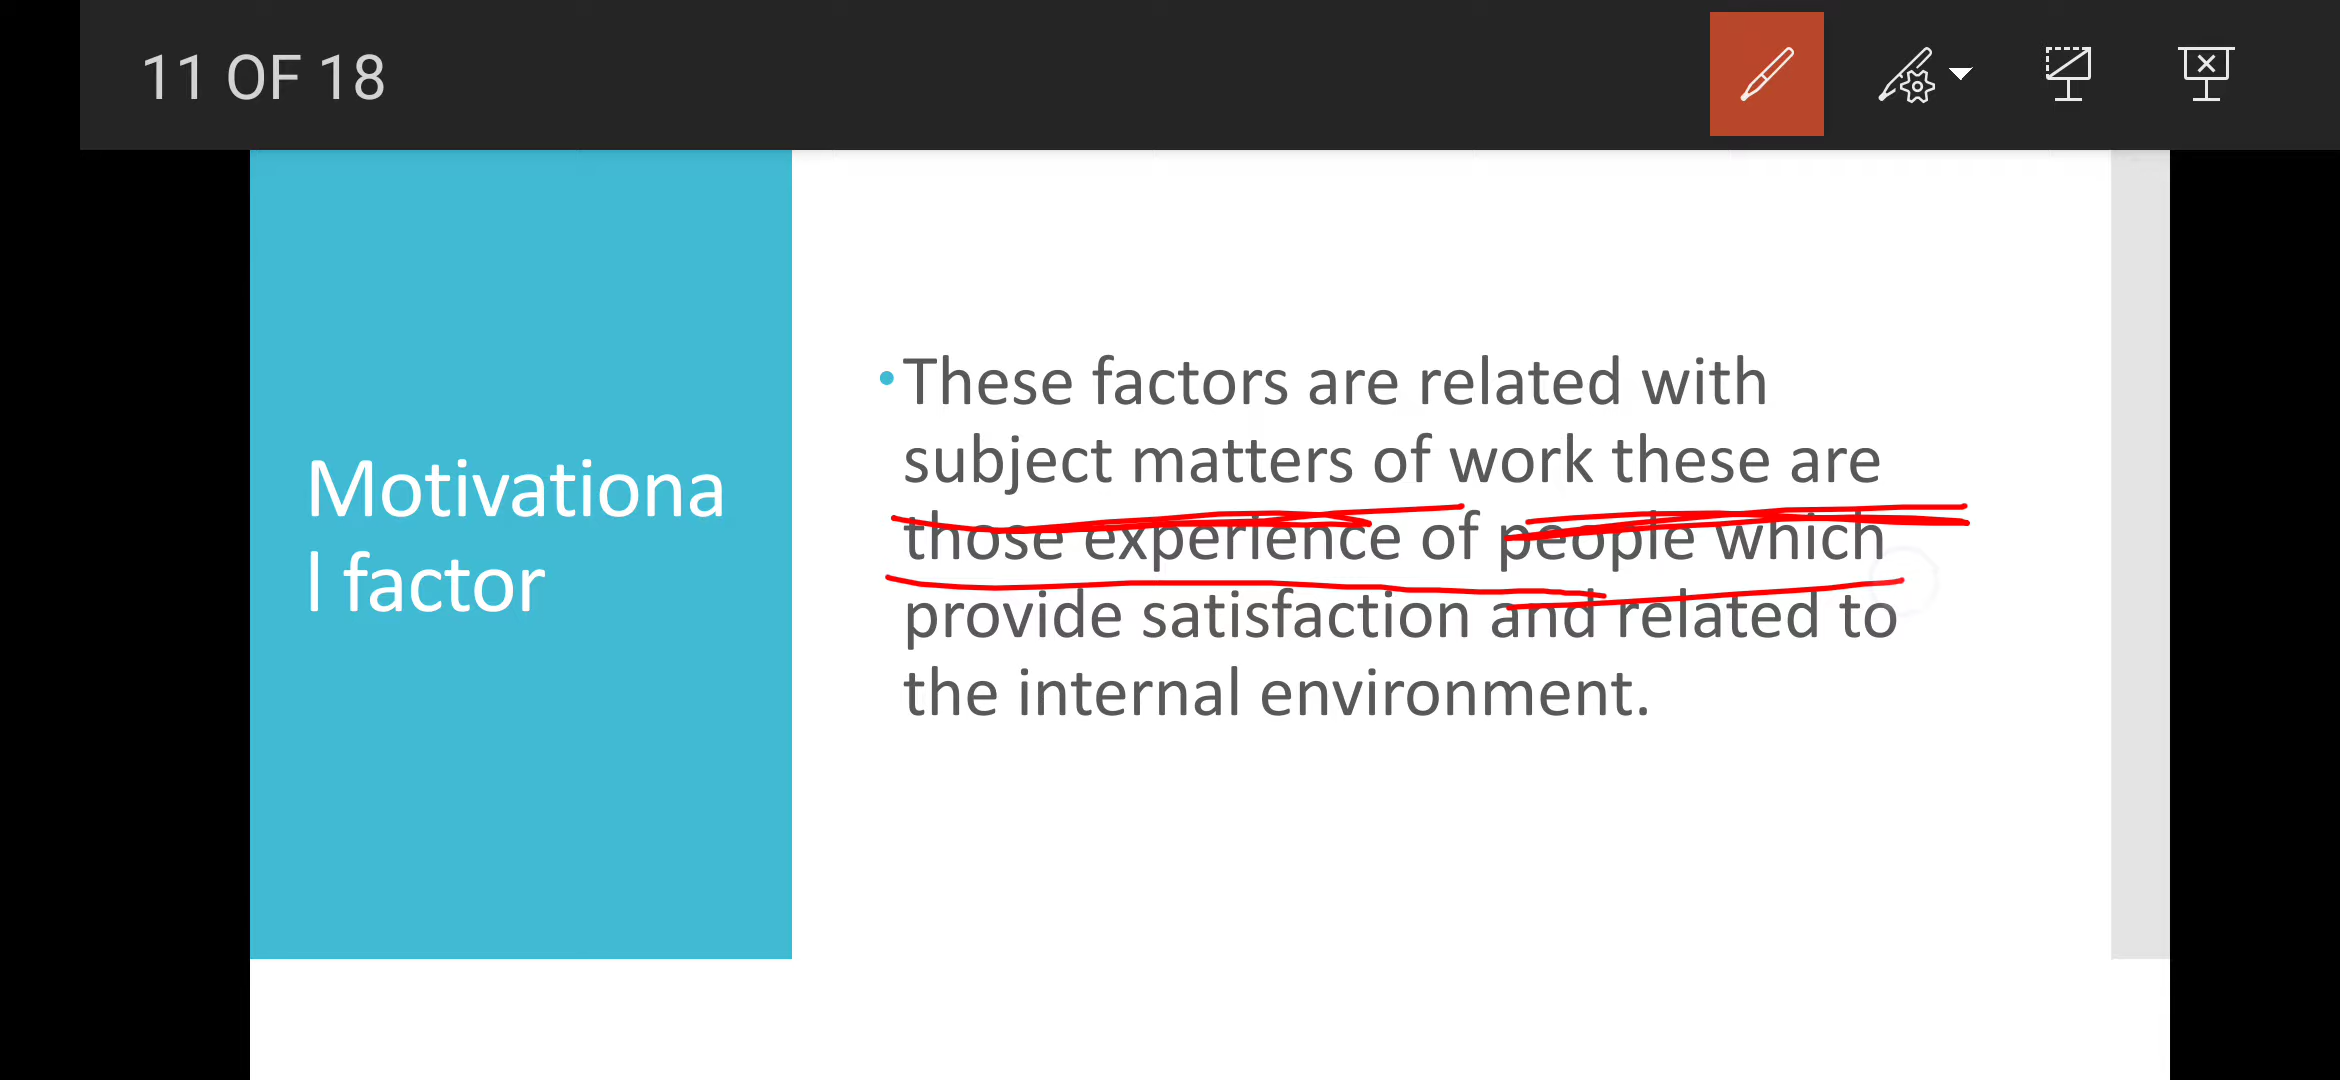 11 OF 18
Motivationa
l factor
• These factors are related with
subject matters of work these are
those experience of people which
provide satisfaction and related to
the internal environment.